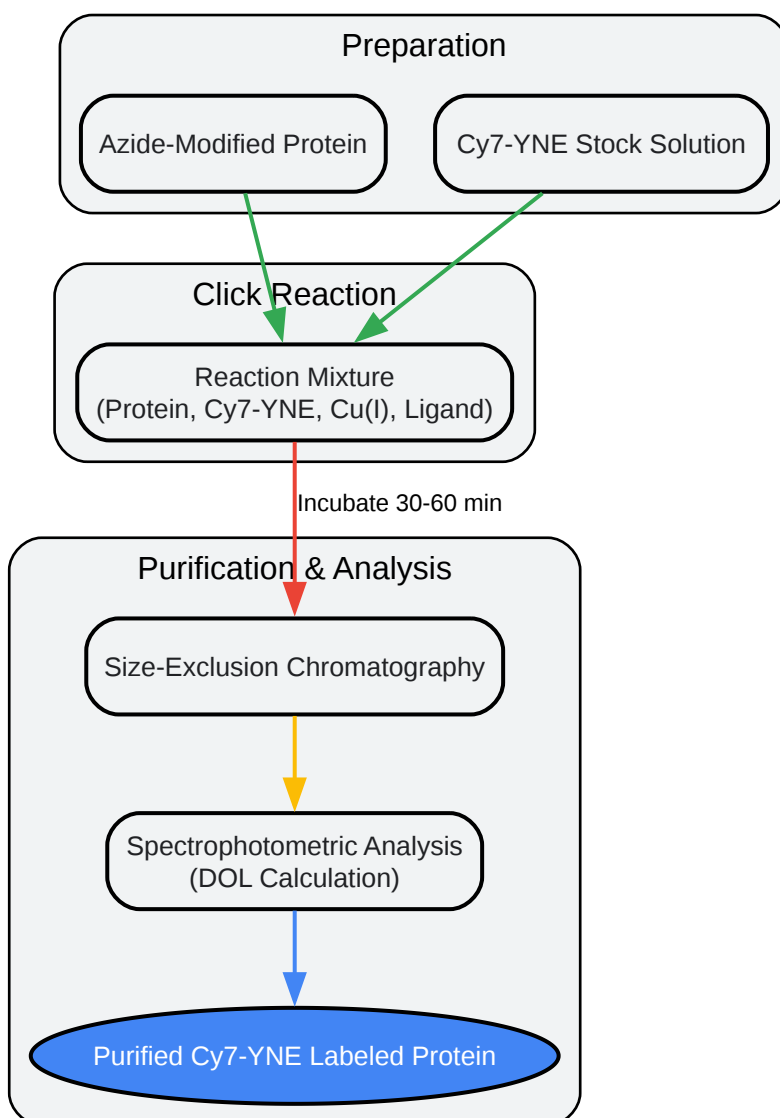 Preparation
Azide-Modified Protein
Cy7-YNE Stock Solution
Click Reaction
Reaction Mixture
(Protein, Cy7-YNE, Cu(I), Ligand)
Incubate 30-60 min
Purification & Analysis
Size-Exclusion Chromatography
Spectrophotometric Analysis
(DOL Calculation)
Purified Cy7-YNE Labeled Protein